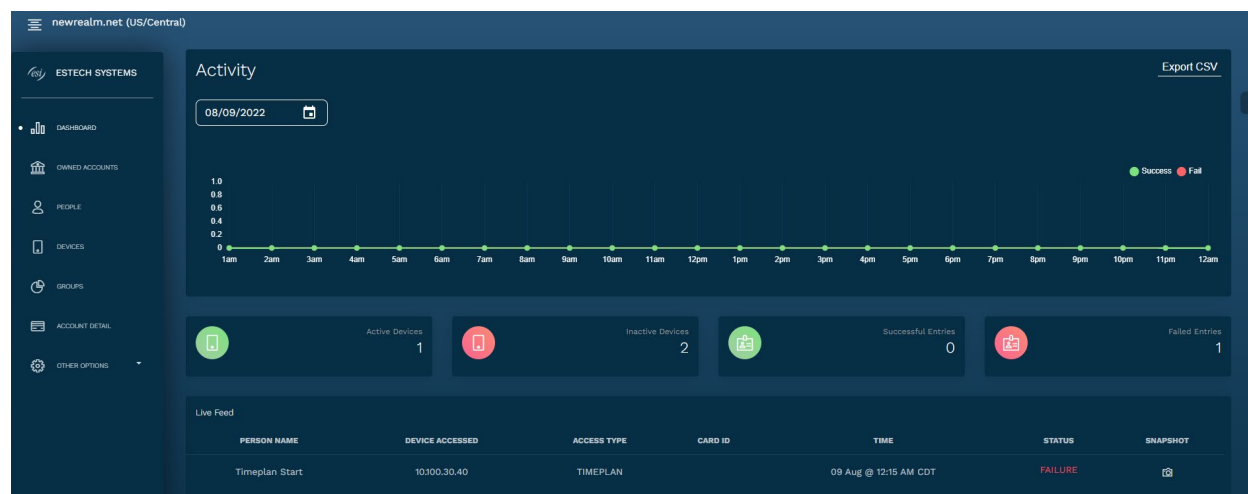 newrealm.net (US/Central)
esi ESTECH SYSTEMS
DASHBOARD
OWNED ACCOUNTS
PEOPLE
DEVICES
GROUPS
ACCOUNT DETAIL
OTHER OPTIONS
Activity
Export CSV
08/09/2022
Success Fail
1.0
0.8
0.6
0.4
0.2
0
1am 2am 3am 4am 5am 6am 7am 8am 9am 10am 11am 12pm 1pm 2pm 3pm 4pm 5pm 6pm 7pm 8pm 9pm 10pm 11pm 12am
Active Devices
1
Inactive Devices
2
Successful Entries
0
Failed Entries
1
Live Feed
PERSON NAME DEVICE ACCESSED ACCESS TYPE CARD ID TIME STATUS SNAPSHOT
Timeplan Start 10.100.30.40 TIMEPLAN 09 Aug @ 12:15 AM CDT FAILURE